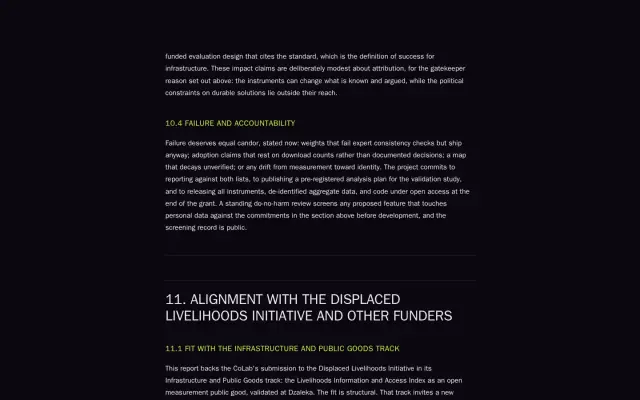 funded evaluation design that cites the standard, which is the definition of success for
infrastructure. These impact claims are deliberately modest about attribution, for the gatekeeper
reason set out above: the instruments can change what is known and argued, while the political
constraints on durable solutions lie outside their reach.
10.4 FAILURE AND ACCOUNTABILITY
Failure deserves equal candor, stated now: weights that fail expert consistency checks but ship
anyway; adoption claims that rest on download counts rather than documented decisions; a map
that decays unverified; or any drift from measurement toward identity. The project commits to
reporting against both lists, to publishing a pre-registered analysis plan for the validation study,
and to releasing all instruments, de-identified aggregate data, and code under open access at the
end of the grant. A standing do-no-harm review screens any proposed feature that touches
personal data against the commitments in the section above before development, and the
screening record is public.
11. ALIGNMENT WITH THE DISPLACED
LIVELIHOODS INITIATIVE AND OTHER FUNDERS
11.1 FIT WITH THE INFRASTRUCTURE AND PUBLIC GOODS TRACK
This report backs the CoLab's submission to the Displaced Livelihoods Initiative in its
Infrastructure and Public Goods track: the Livelihoods Information and Access Index as an open
measurement public good, validated at Dzaleka. The fit is structural. That track invites a new